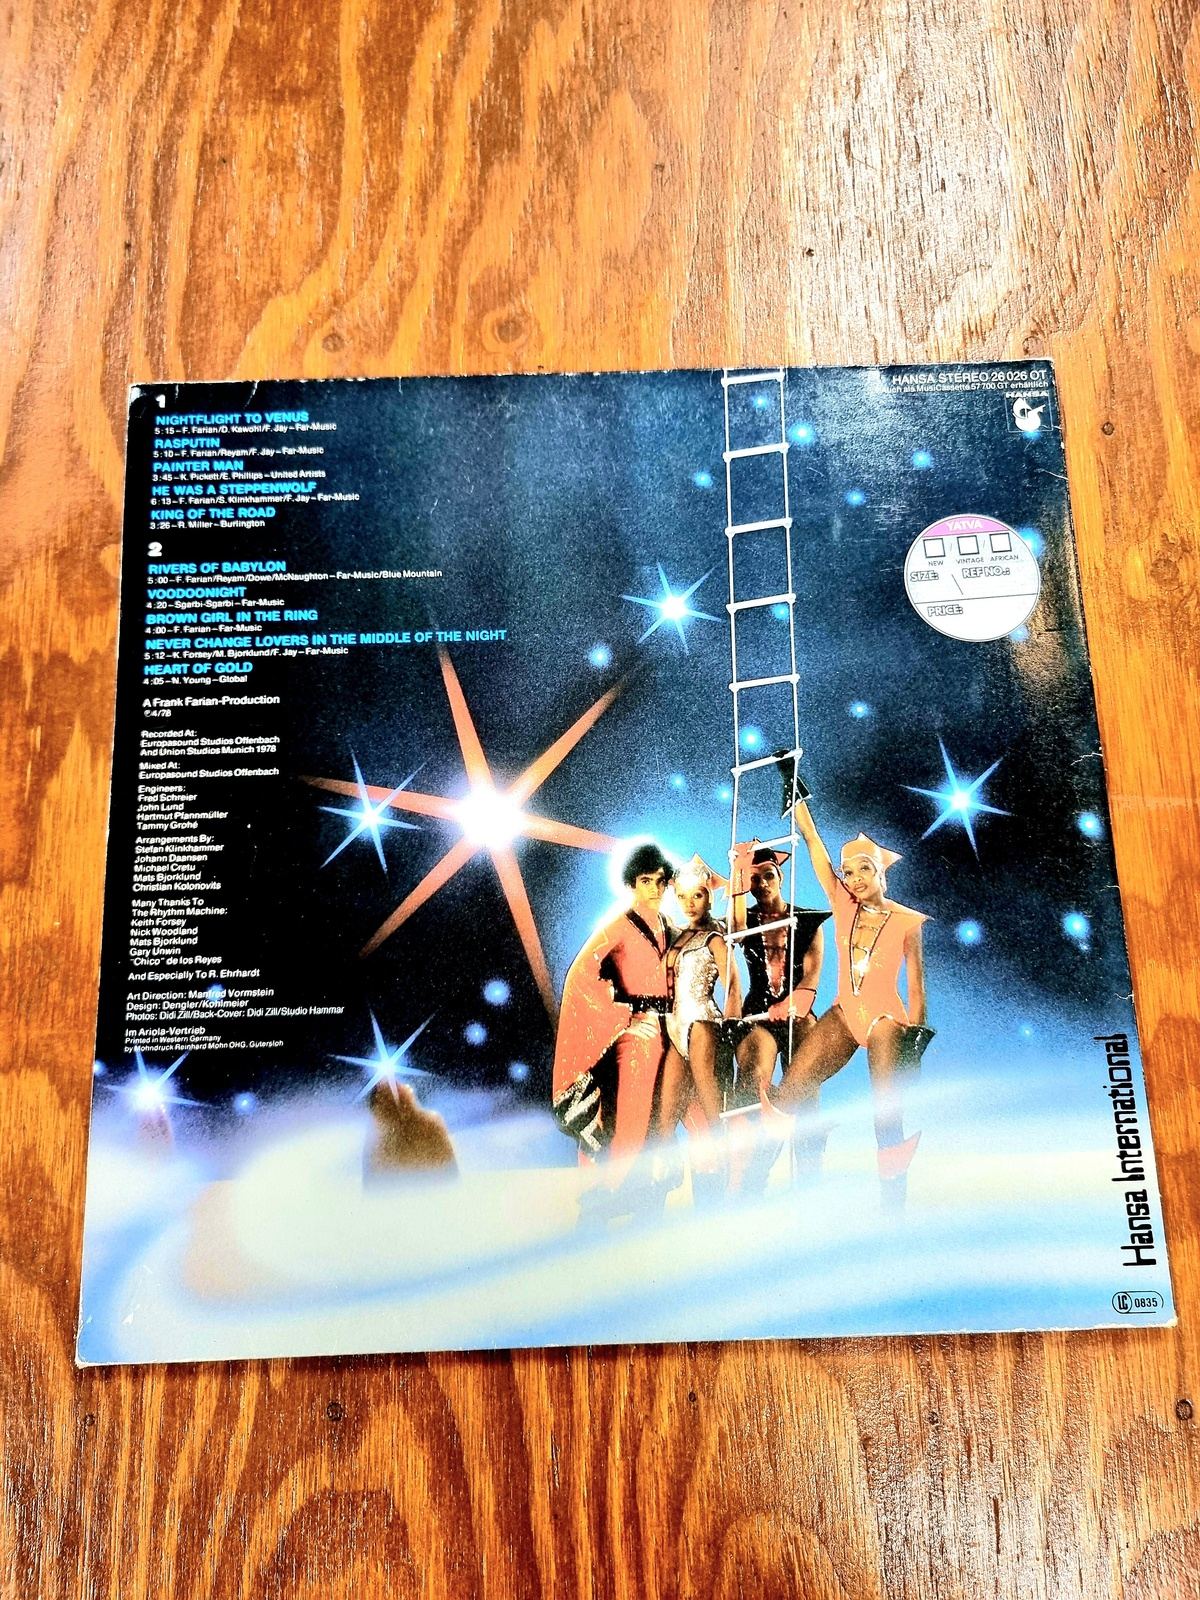 1
NIGHTFLIGHT TO VENUS
5:15–F. Farian/D. Kawohl/F. Jay–Far-Music
RASPUTIN
5:10–F. Farian/Reyam/F. Jay–Far-Music
PAINTER MAN
3:45–K. Pickett/E. Phillips–United Artists
HE WAS A STEPPENWOLF
6:13–F. Farian/S. Klinkhammer/F. Jay–Far-Music
KING OF THE ROAD
3:26–R. Miller–Burlington
2
RIVERS OF BABYLON
5:00–F. Farian/Reyam/Dowe/McNaughton–Far-Music/Blue Mountain
VOODOONIGHT
4:20–Sgarbi-Sgarbi–Far-Music
BROWN GIRL IN THE RING
4:00–F. Farian–Far-Music
NEVER CHANGE LOVERS IN THE MIDDLE OF THE NIGHT
5:12–K. Forsey/M. Bjorklund/F. Jay–Far-Music
HEART OF GOLD
4:05–N. Young–Global
A Frank Farian-Production
℗4/78
Recorded At:
Europasound Studios Offenbach
And Union Studios Munich 1978
Mixed At:
Europasound Studios Offenbach
Engineers:
Fred Schreier
John Lund
Hartmut Pfannmüller
Tammy Grohé
Arrangements By:
Stefan Klinkhammer
Johann Daansen
Michael Cretu
Mats Bjorklund
Christian Kolonovits
Many Thanks To
The Rhythm Machine:
Keith Forsey
Nick Woodland
Mats Bjorklund
Gary Unwin
"Chico" de los Reyes
And Especially To R. Ehrhardt
Art Direction: Manfred Vormstein
Design: Dengler/Kohlmeier
Photos: Didi Zill/Back-Cover: Didi Zill/Studio Hammar
Im Ariola-Vertrieb
Printed in Western Germany
by Mohndruck Reinhard Mohn OHG, Gütersloh
HANSA STEREO 26 026 OT
Auch als MusiCassette 57 700 GT erhältlich
HANSA
YATVA
NEW VINTAGE AFRICAN
SIZE: REF NO.:
PRICE:
Hansa International
LC 0835